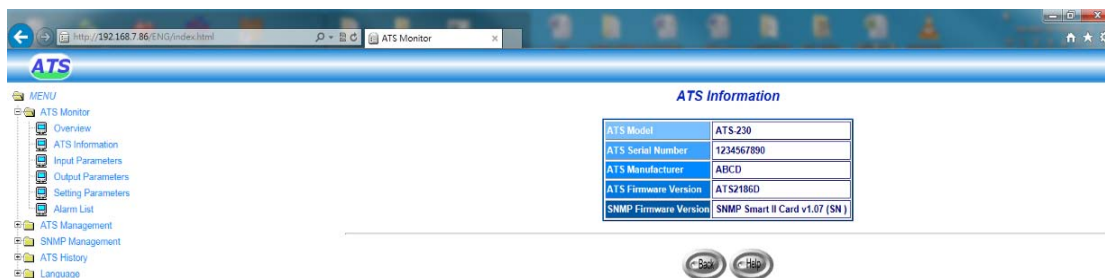 http://192.168.7.86/ENG/index.html
ATS Monitor
ATS
MENU
ATS Monitor
Overview
ATS Information
Input Parameters
Output Parameters
Setting Parameters
Alarm List
ATS Management
SNMP Management
ATS History
Language
ATS Information
ATS Model ATS-230
ATS Serial Number 1234567890
ATS Manufacturer ABCD
ATS Firmware Version ATS2186D
SNMP Firmware Version SNMP Smart II Card v1.07 (SN )
Back Help